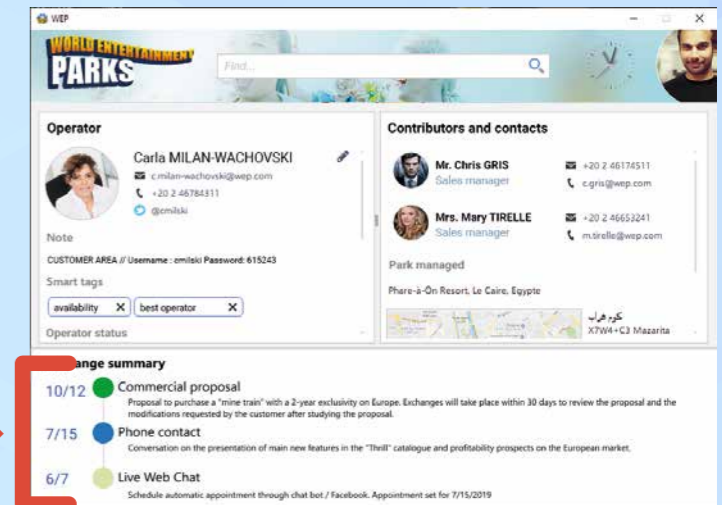 WEP
WORLD ENTERTAINMENT
PARKS
Find...
Operator
Carla MILAN-WACHOVSKI
c.milan-wachovski@wep.com
+20 2 46784311
@cmilski
Note
CUSTOMER AREA // Username : cmilski Password: 615243
Smart tags
availability X
best operator X
Operator status
Contributors and contacts
Mr. Chris GRIS
Sales manager
+20 2 46174511
c.gris@wep.com
Mrs. Mary TIRELLE
Sales manager
+20 2 46653241
m.tirelle@wep.com
Park managed
Phare-à-On Resort, Le Caire, Egypte
X7W4+C3 Mazarita
ange summary
10/12 Commercial proposal
Proposal to purchase a "mine train" with a 2-year exclusivity on Europe. Exchanges will take place within 30 days to review the proposal and the
modifications requested by the customer after studying the proposal.
7/15 Phone contact
Conversation on the presentation of main new features in the "Thrill" catalogue and profitability prospects on the European market.
6/7 Live Web Chat
Schedule automatic appointment through chat bot / Facebook. Appointment set for 7/15/2019